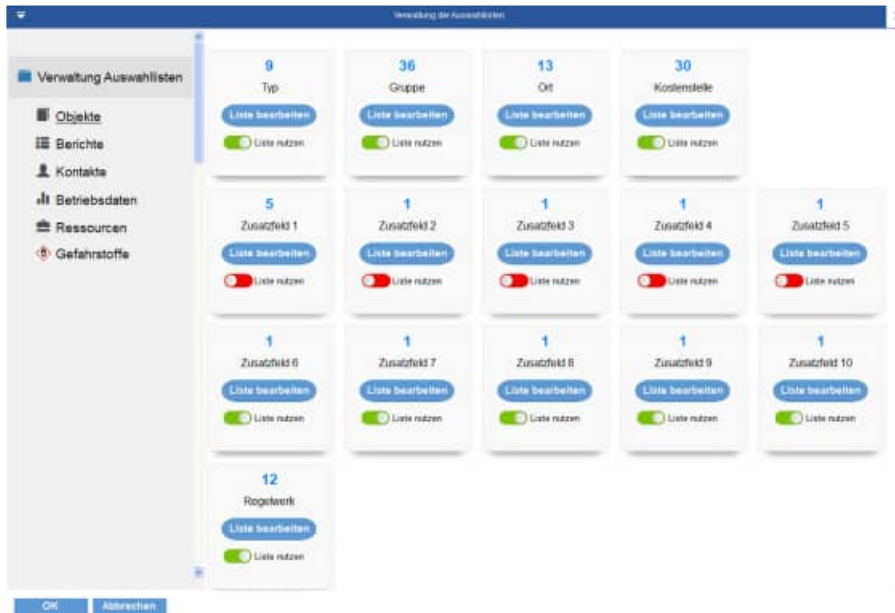 Verwaltung der Auswahllisten
Verwaltung Auswahllisten
Objekte
Berichte
Kontakte
Betriebsdaten
Ressourcen
Gefahrstoffe
9
Typ
Liste bearbeiten
Liste nutzen
36
Gruppe
Liste bearbeiten
Liste nutzen
13
Ort
Liste bearbeiten
Liste nutzen
30
Kostenstelle
Liste bearbeiten
Liste nutzen
5
Zusatzfeld 1
Liste bearbeiten
Liste nutzen
1
Zusatzfeld 2
Liste bearbeiten
Liste nutzen
1
Zusatzfeld 3
Liste bearbeiten
Liste nutzen
1
Zusatzfeld 4
Liste bearbeiten
Liste nutzen
1
Zusatzfeld 5
Liste bearbeiten
Liste nutzen
1
Zusatzfeld 6
Liste bearbeiten
Liste nutzen
1
Zusatzfeld 7
Liste bearbeiten
Liste nutzen
1
Zusatzfeld 8
Liste bearbeiten
Liste nutzen
1
Zusatzfeld 9
Liste bearbeiten
Liste nutzen
1
Zusatzfeld 10
Liste bearbeiten
Liste nutzen
12
Regelwerk
Liste bearbeiten
Liste nutzen
OK
Abbrechen